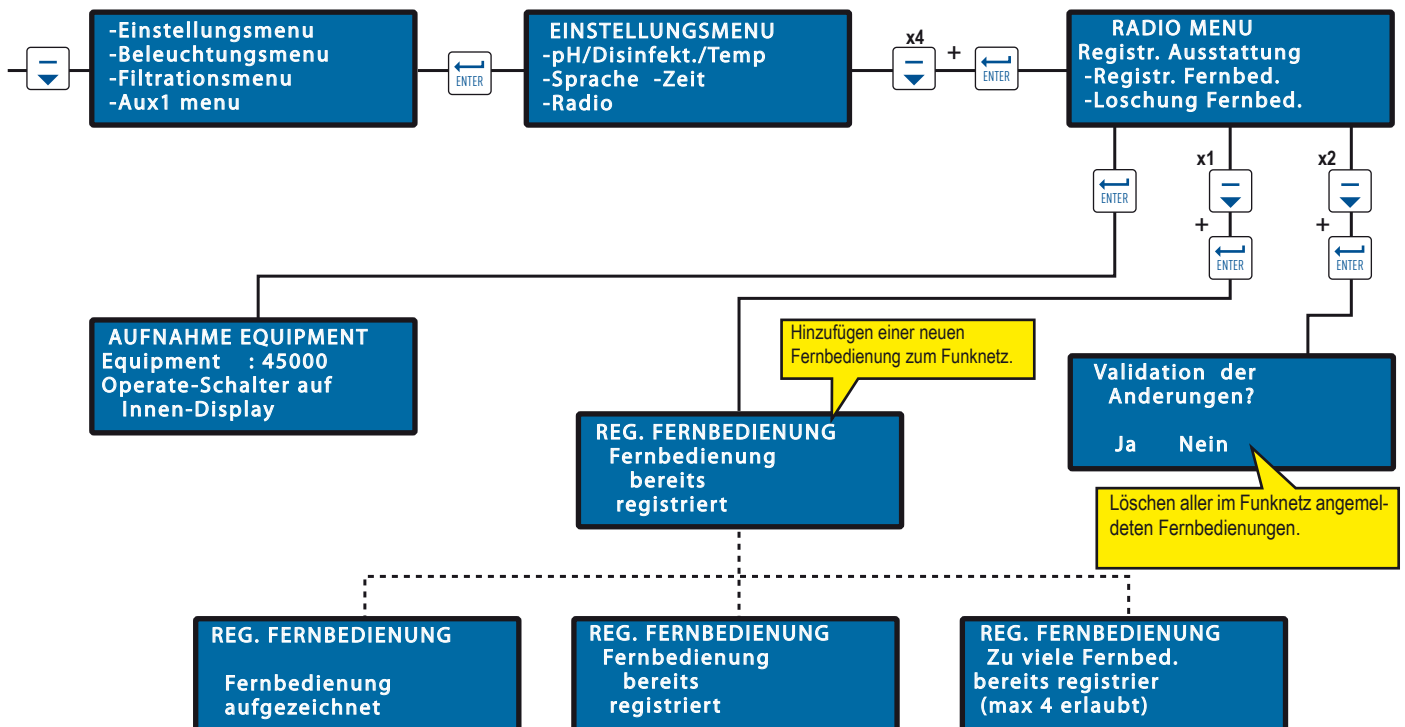 -Einstellungsmenu
-Beleuchtungsmenu
-Filtrationsmenu
-Aux1 menu
ENTER
EINSTELLUNGSMENU
-pH/Disinfekt./Temp
-Sprache -Zeit
-Radio
x4
+
ENTER
RADIO MENU
Registr. Ausstattung
-Registr. Fernbed.
-Loschung Fernbed.
ENTER
x1
+
ENTER
x2
+
ENTER
AUFNAHME EQUIPMENT
Equipment : 45000
Operate-Schalter auf
Innen-Display
Hinzufügen einer neuen
Fernbedienung zum Funknetz.
REG. FERNBEDIENUNG
Fernbedienung
bereits
registriert
Validation der
Anderungen?
Ja Nein
Löschen aller im Funknetz angemel-
deten Fernbedienungen.
REG. FERNBEDIENUNG
Fernbedienung
aufgezeichnet
REG. FERNBEDIENUNG
Fernbedienung
bereits
registriert
REG. FERNBEDIENUNG
Zu viele Fernbed.
bereits registrier
(max 4 erlaubt)